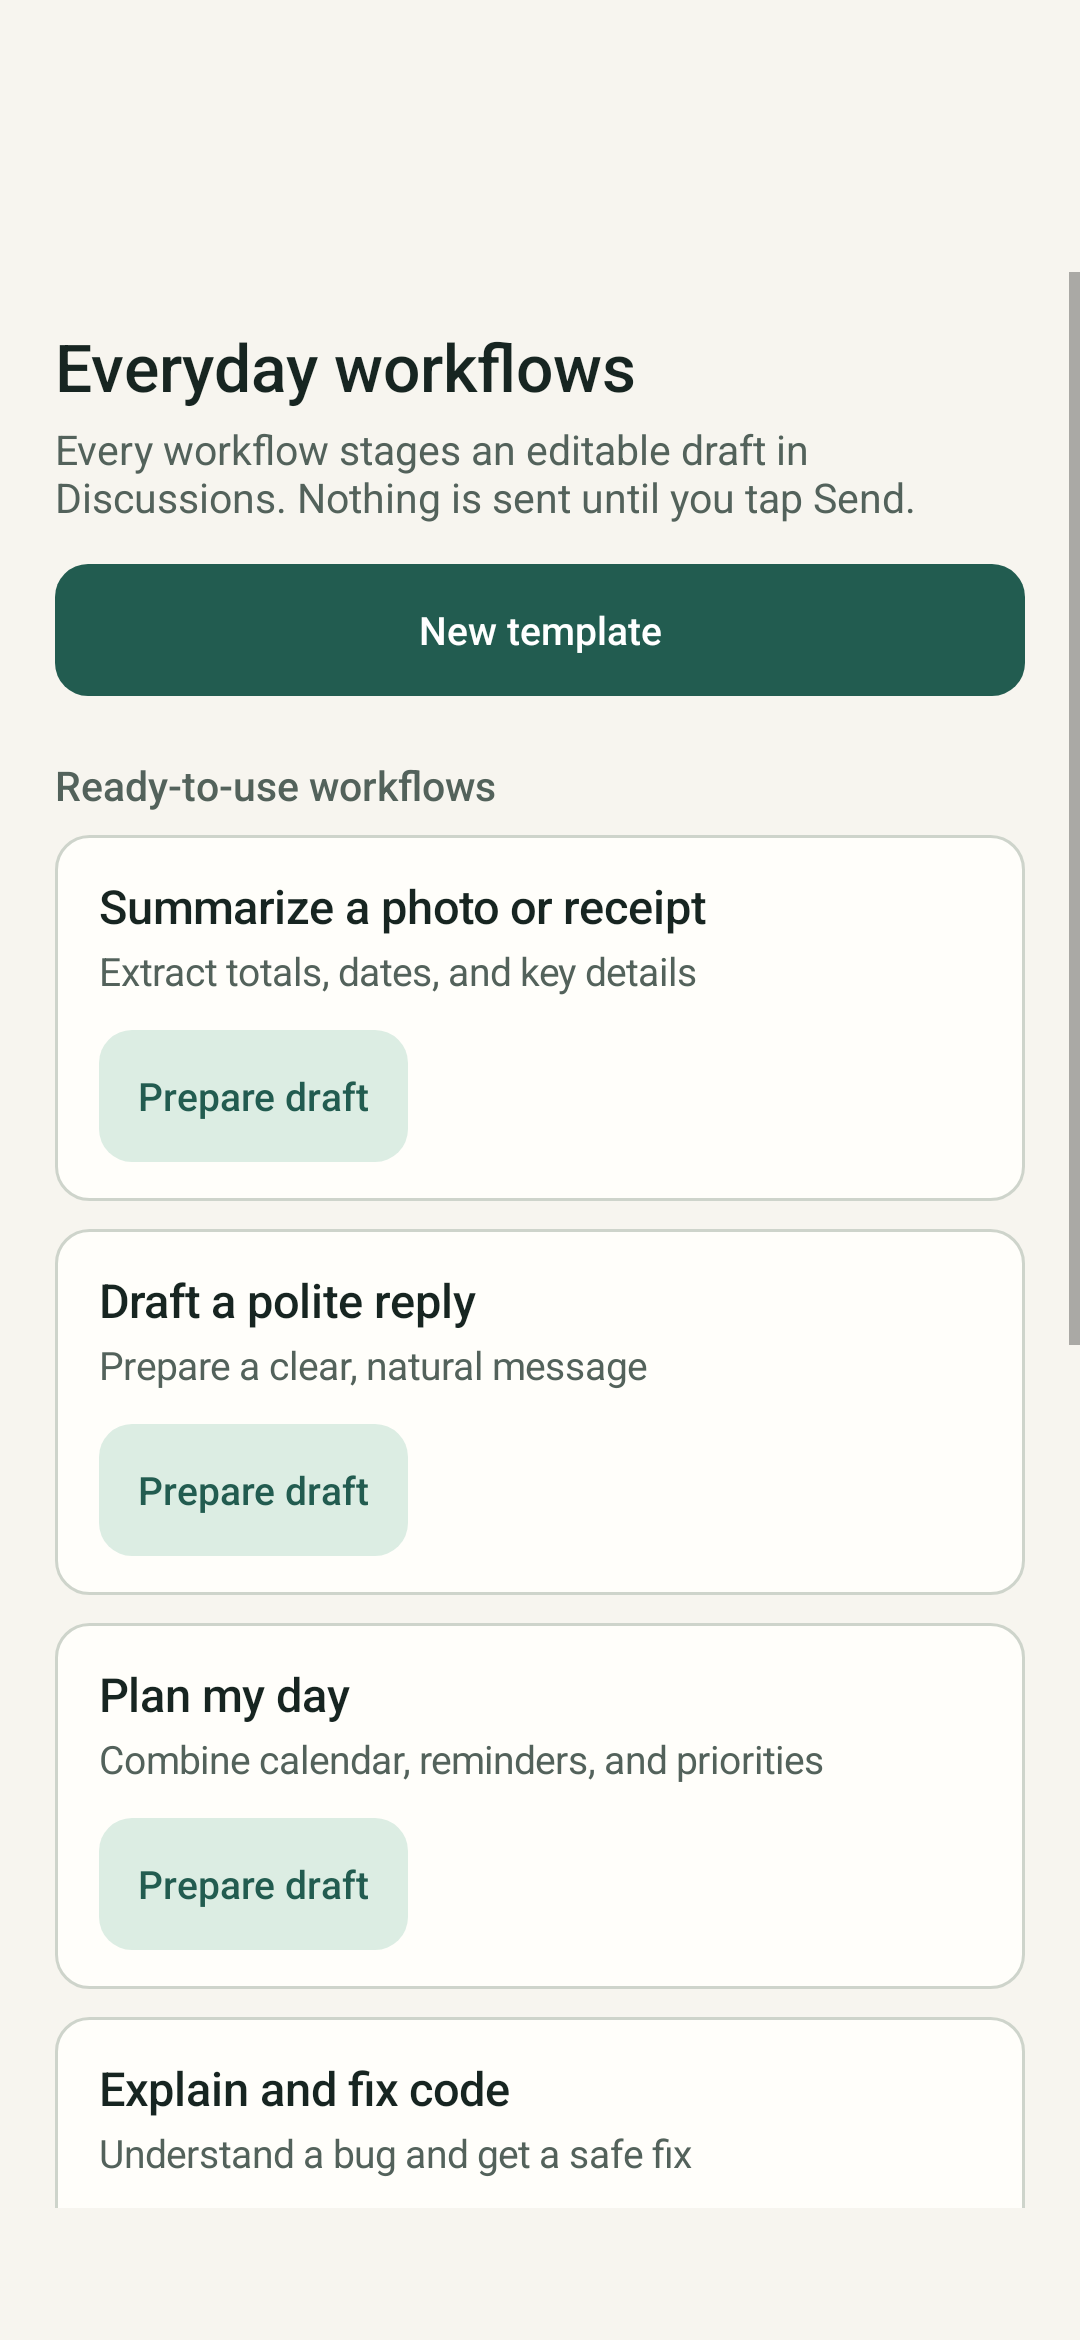 Everyday workflows
Every workflow stages an editable draft in
Discussions. Nothing is sent until you tap Send.
New template
Ready-to-use workflows
Summarize a photo or receipt
Extract totals, dates, and key details
Prepare draft
Draft a polite reply
Prepare a clear, natural message
Prepare draft
Plan my day
Combine calendar, reminders, and priorities
Prepare draft
Explain and fix code
Understand a bug and get a safe fix